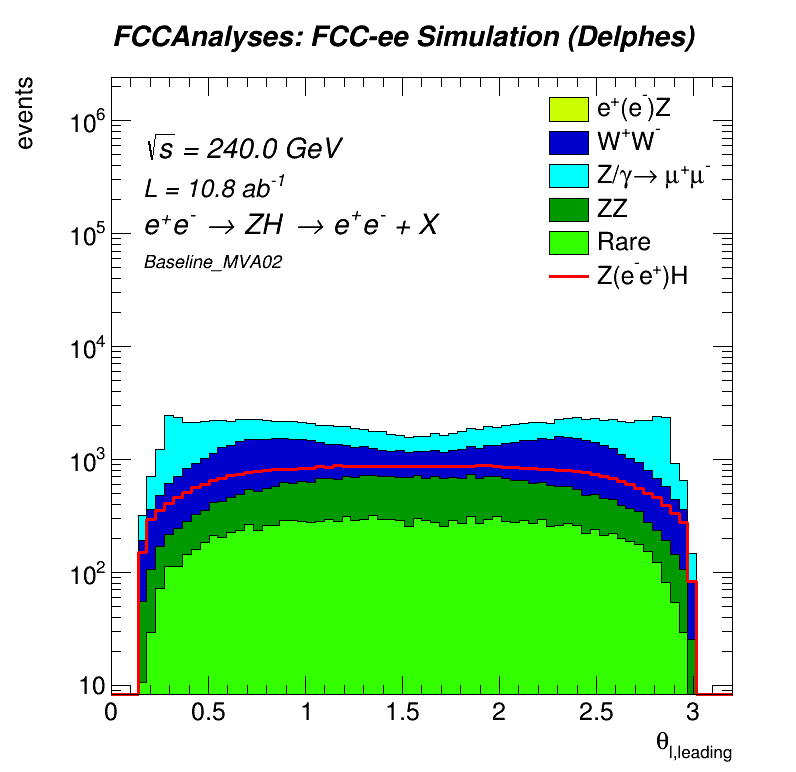 FCCAnalyses: FCC-ee Simulation (Delphes)
events
10⁶
10⁵
10⁴
10³
10²
10
√s = 240.0 GeV
L = 10.8 ab⁻¹
e⁺e⁻ → ZH → e⁺e⁻ + X
Baseline_MVA02
e⁺(e⁻)Z
W⁺W⁻
Z/γ→ μ⁺μ⁻
ZZ
Rare
Z(e⁻e⁺)H
0 0.5 1 1.5 2 2.5 3
θ_l,leading